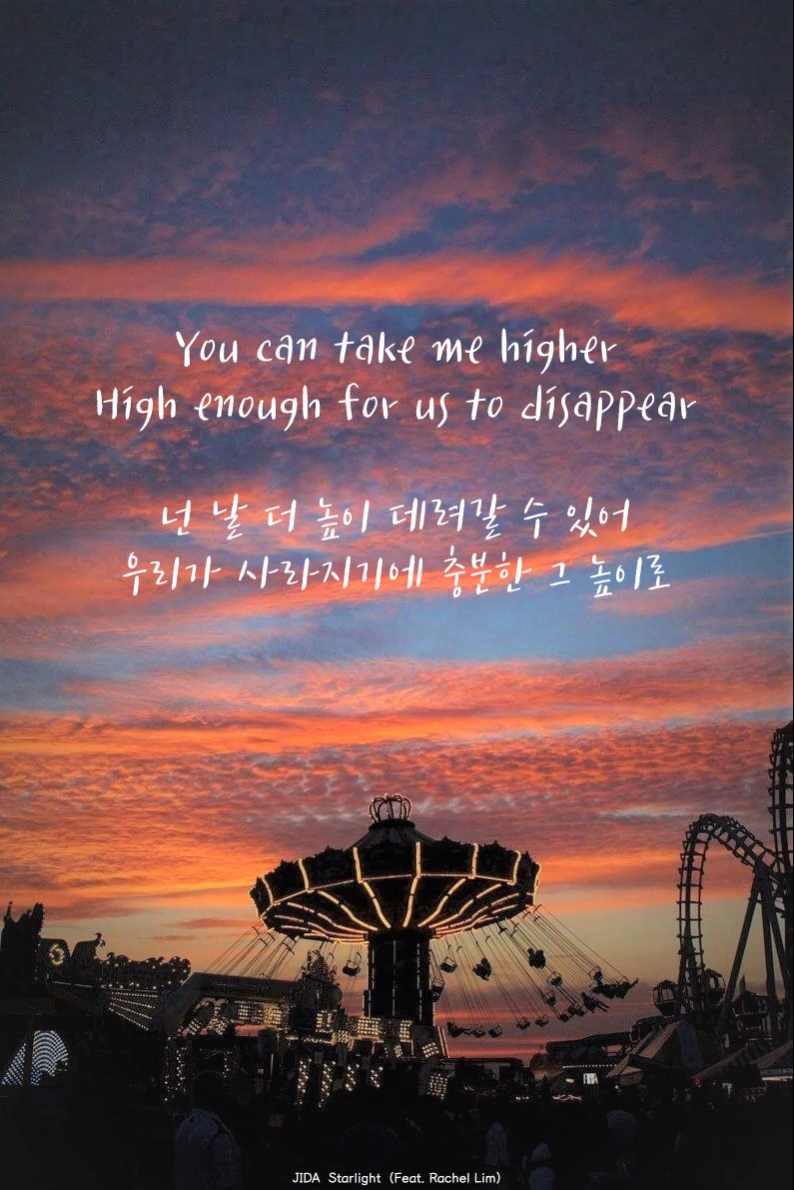 You can take me higher
High enough for us to disappear
넌 날 더 높이 데려갈 수 있어
우리가 사라지기에 충분한 그 높이로
JIDA Starlight (Feat. Rachel Lim)